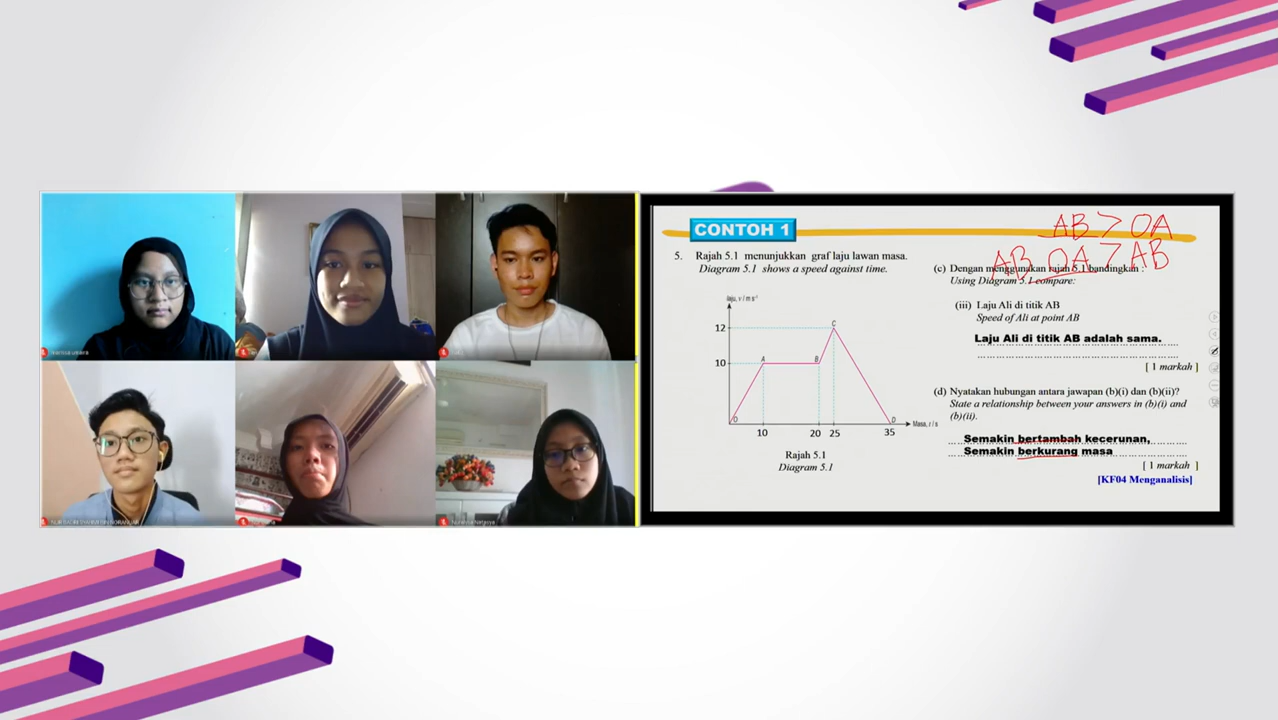 CONTOH 1
AB > OA
AB OA > AB
5. Rajah 5.1 menunjukkan graf laju lawan masa.
Diagram 5.1 shows a speed against time.
laju, v / m s⁻¹
12
10
O
A
B
C
D
10
20
25
35
Masa, t / s
Rajah 5.1
Diagram 5.1
(c) Dengan menggunakan rajah 5.1 bandingkan :
Using Diagram 5.1 compare:
(iii) Laju Ali di titik AB
Speed of Ali at point AB
Laju Ali di titik AB adalah sama.
[ 1 markah ]
(d) Nyatakan hubungan antara jawapan (b)(i) dan (b)(ii)?
State a relationship between your answers in (b)(i) and
(b)(ii).
Semakin bertambah kecerunan,
Semakin berkurang masa
[ 1 markah ]
[KF04 Menganalisis]